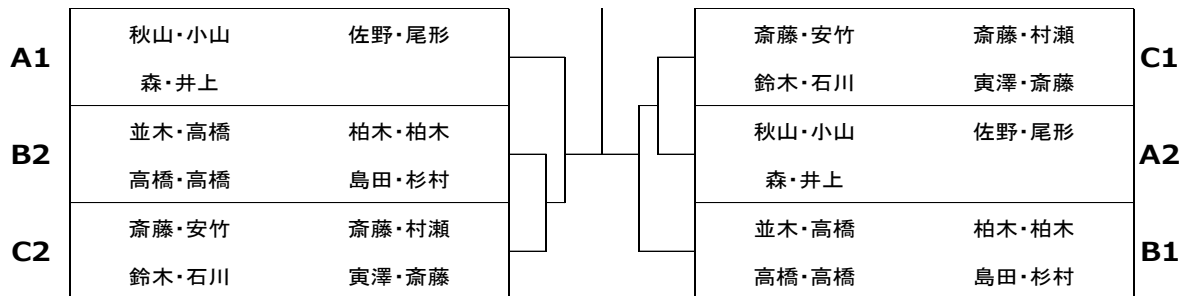 A1
秋山・小山 佐野・尾形
森・井上
B2
並木・高橋 柏木・柏木
高橋・高橋 島田・杉村
C2
斎藤・安竹 斎藤・村瀬
鈴木・石川 寅澤・斎藤
斎藤・安竹 斎藤・村瀬
C1
鈴木・石川 寅澤・斎藤
秋山・小山 佐野・尾形
A2
森・井上
並木・高橋 柏木・柏木
B1
高橋・高橋 島田・杉村